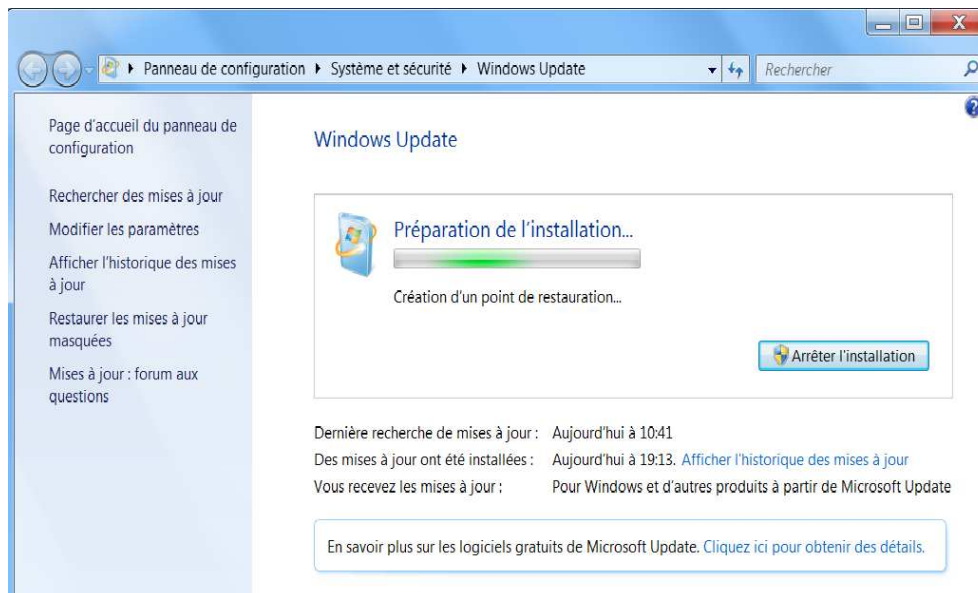 Panneau de configuration ▸ Système et sécurité ▸ Windows Update
Rechercher
Page d'accueil du panneau de
configuration
Rechercher des mises à jour
Modifier les paramètres
Afficher l'historique des mises
à jour
Restaurer les mises à jour
masquées
Mises à jour : forum aux
questions
Windows Update
Préparation de l'installation...
Création d'un point de restauration...
Arrêter l'installation
Dernière recherche de mises à jour : Aujourd'hui à 10:41
Des mises à jour ont été installées : Aujourd'hui à 19:13. Afficher l'historique des mises à jour
Vous recevez les mises à jour : Pour Windows et d'autres produits à partir de Microsoft Update
En savoir plus sur les logiciels gratuits de Microsoft Update. Cliquez ici pour obtenir des détails.